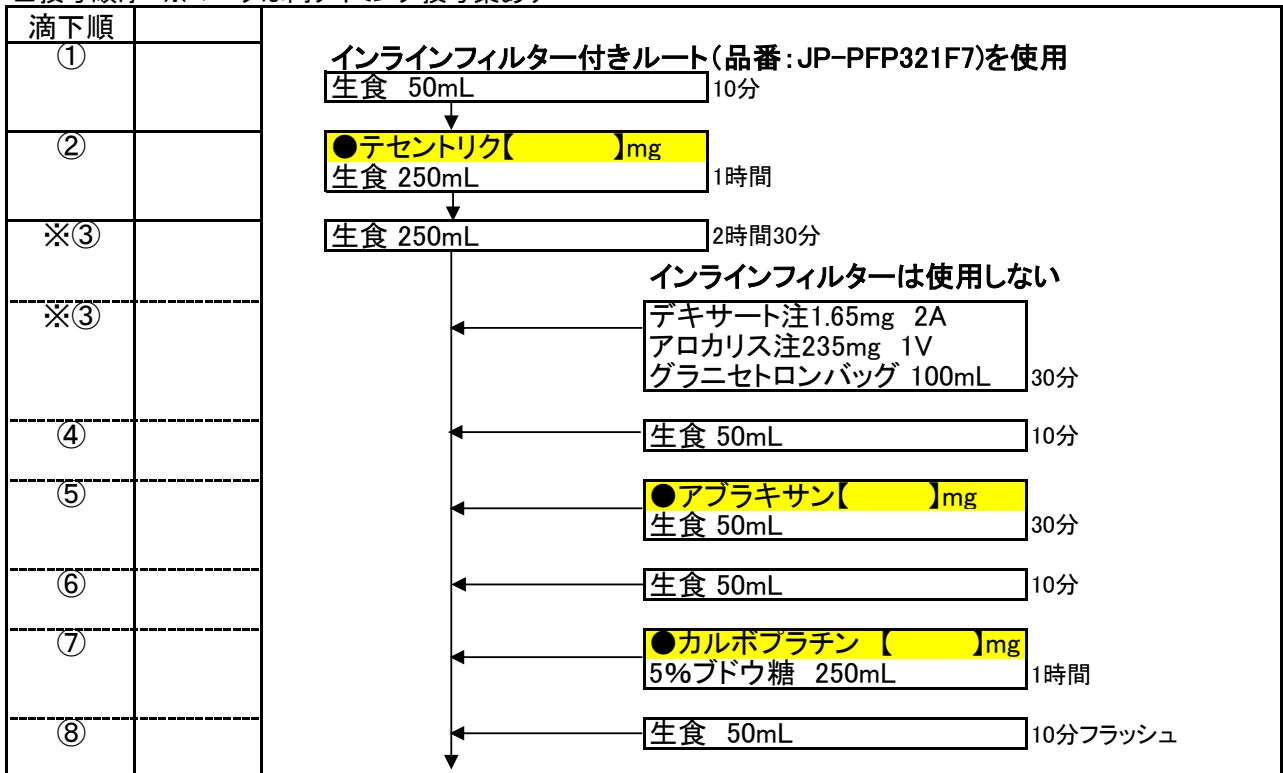 滴下順
①
インラインフィルター付きルート(品番:JP-PFP321F7)を使用
生食 50mL 10分
②
●テセントリク【 】mg
生食 250mL 1時間
※③
生食 250mL 2時間30分
インラインフィルターは使用しない
※③
デキサート注1.65mg 2A
アロカリス注235mg 1V
グラニセトロンバッグ 100mL 30分
④
生食 50mL 10分
⑤
●アブラキサン【 】mg
生食 50mL 30分
⑥
生食 50mL 10分
⑦
●カルボプラチン 【 】mg
5%ブドウ糖 250mL 1時間
⑧
生食 50mL 10分フラッシュ